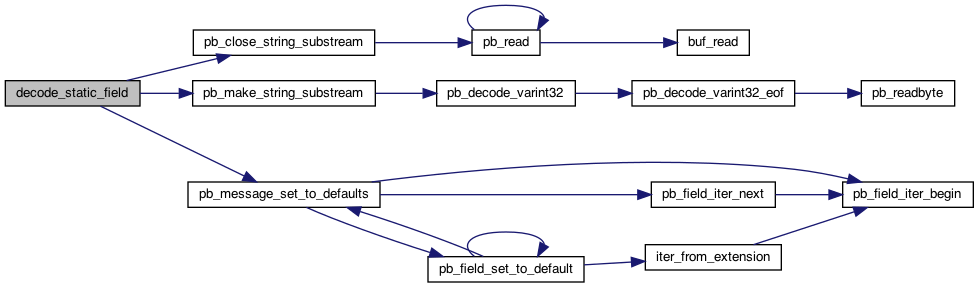 pb_close_string_substream
pb_read
buf_read
decode_static_field
pb_make_string_substream
pb_decode_varint32
pb_decode_varint32_eof
pb_readbyte
pb_message_set_to_defaults
pb_field_iter_next
pb_field_iter_begin
pb_field_set_to_default
iter_from_extension